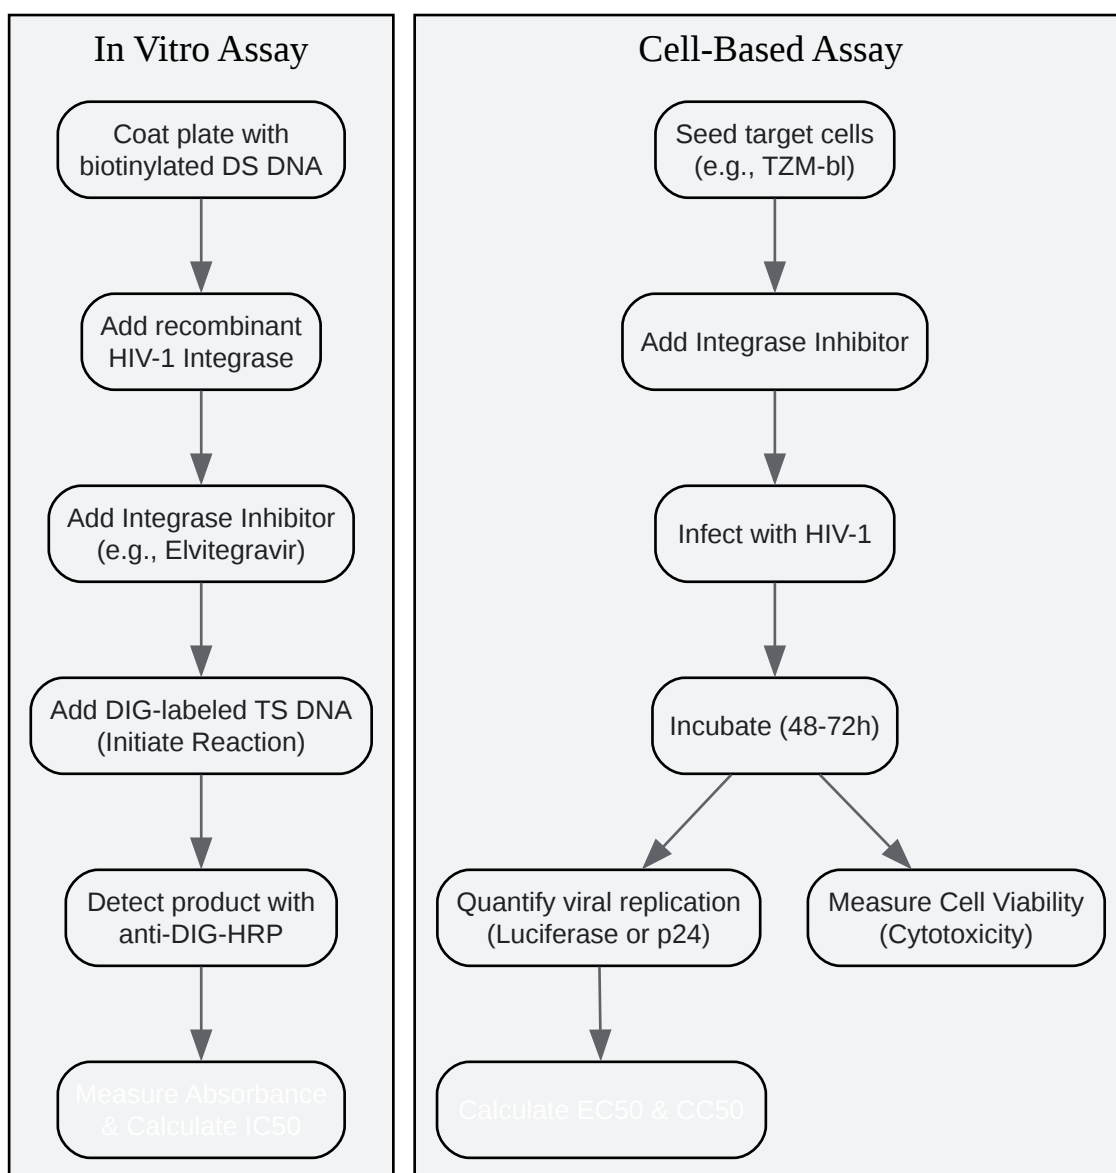 In Vitro Assay
Coat plate with
biotinylated DS DNA
Add recombinant
HIV-1 Integrase
Add Integrase Inhibitor
(e.g., Elvitegravir)
Add DIG-labeled TS DNA
(Initiate Reaction)
Detect product with
anti-DIG-HRP
Measure Absorbance
& Calculate IC50
Cell-Based Assay
Seed target cells
(e.g., TZM-bl)
Add Integrase Inhibitor
Infect with HIV-1
Incubate (48-72h)
Quantify viral replication
(Luciferase or p24)
Measure Cell Viability
(Cytotoxicity)
Calculate EC50 & CC50